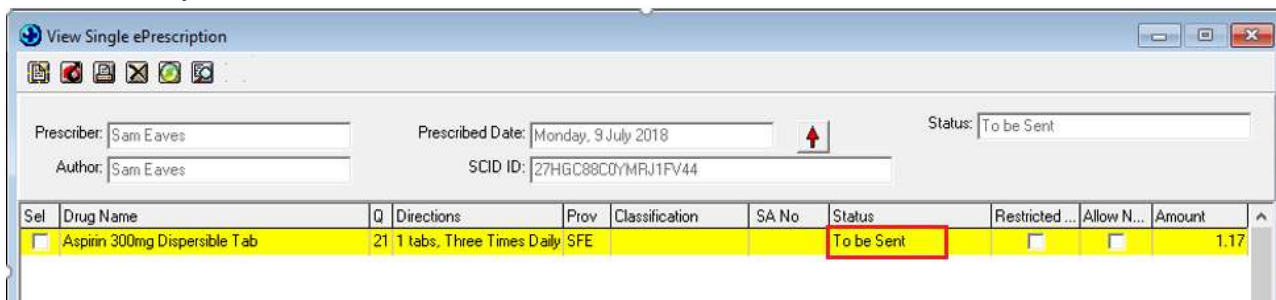 View Single ePrescription
Prescriber: Sam Eaves Prescribed Date: Monday, 9 July 2018 Status: To be Sent
Author: Sam Eaves SCID ID: 27HGC88C0YMRJ1FV44
Sel Drug Name Q Directions Prov Classification SA No Status Restricted ... Allow N... Amount
Aspirin 300mg Dispersible Tab 21 1 tabs, Three Times Daily SFE To be Sent 1.17